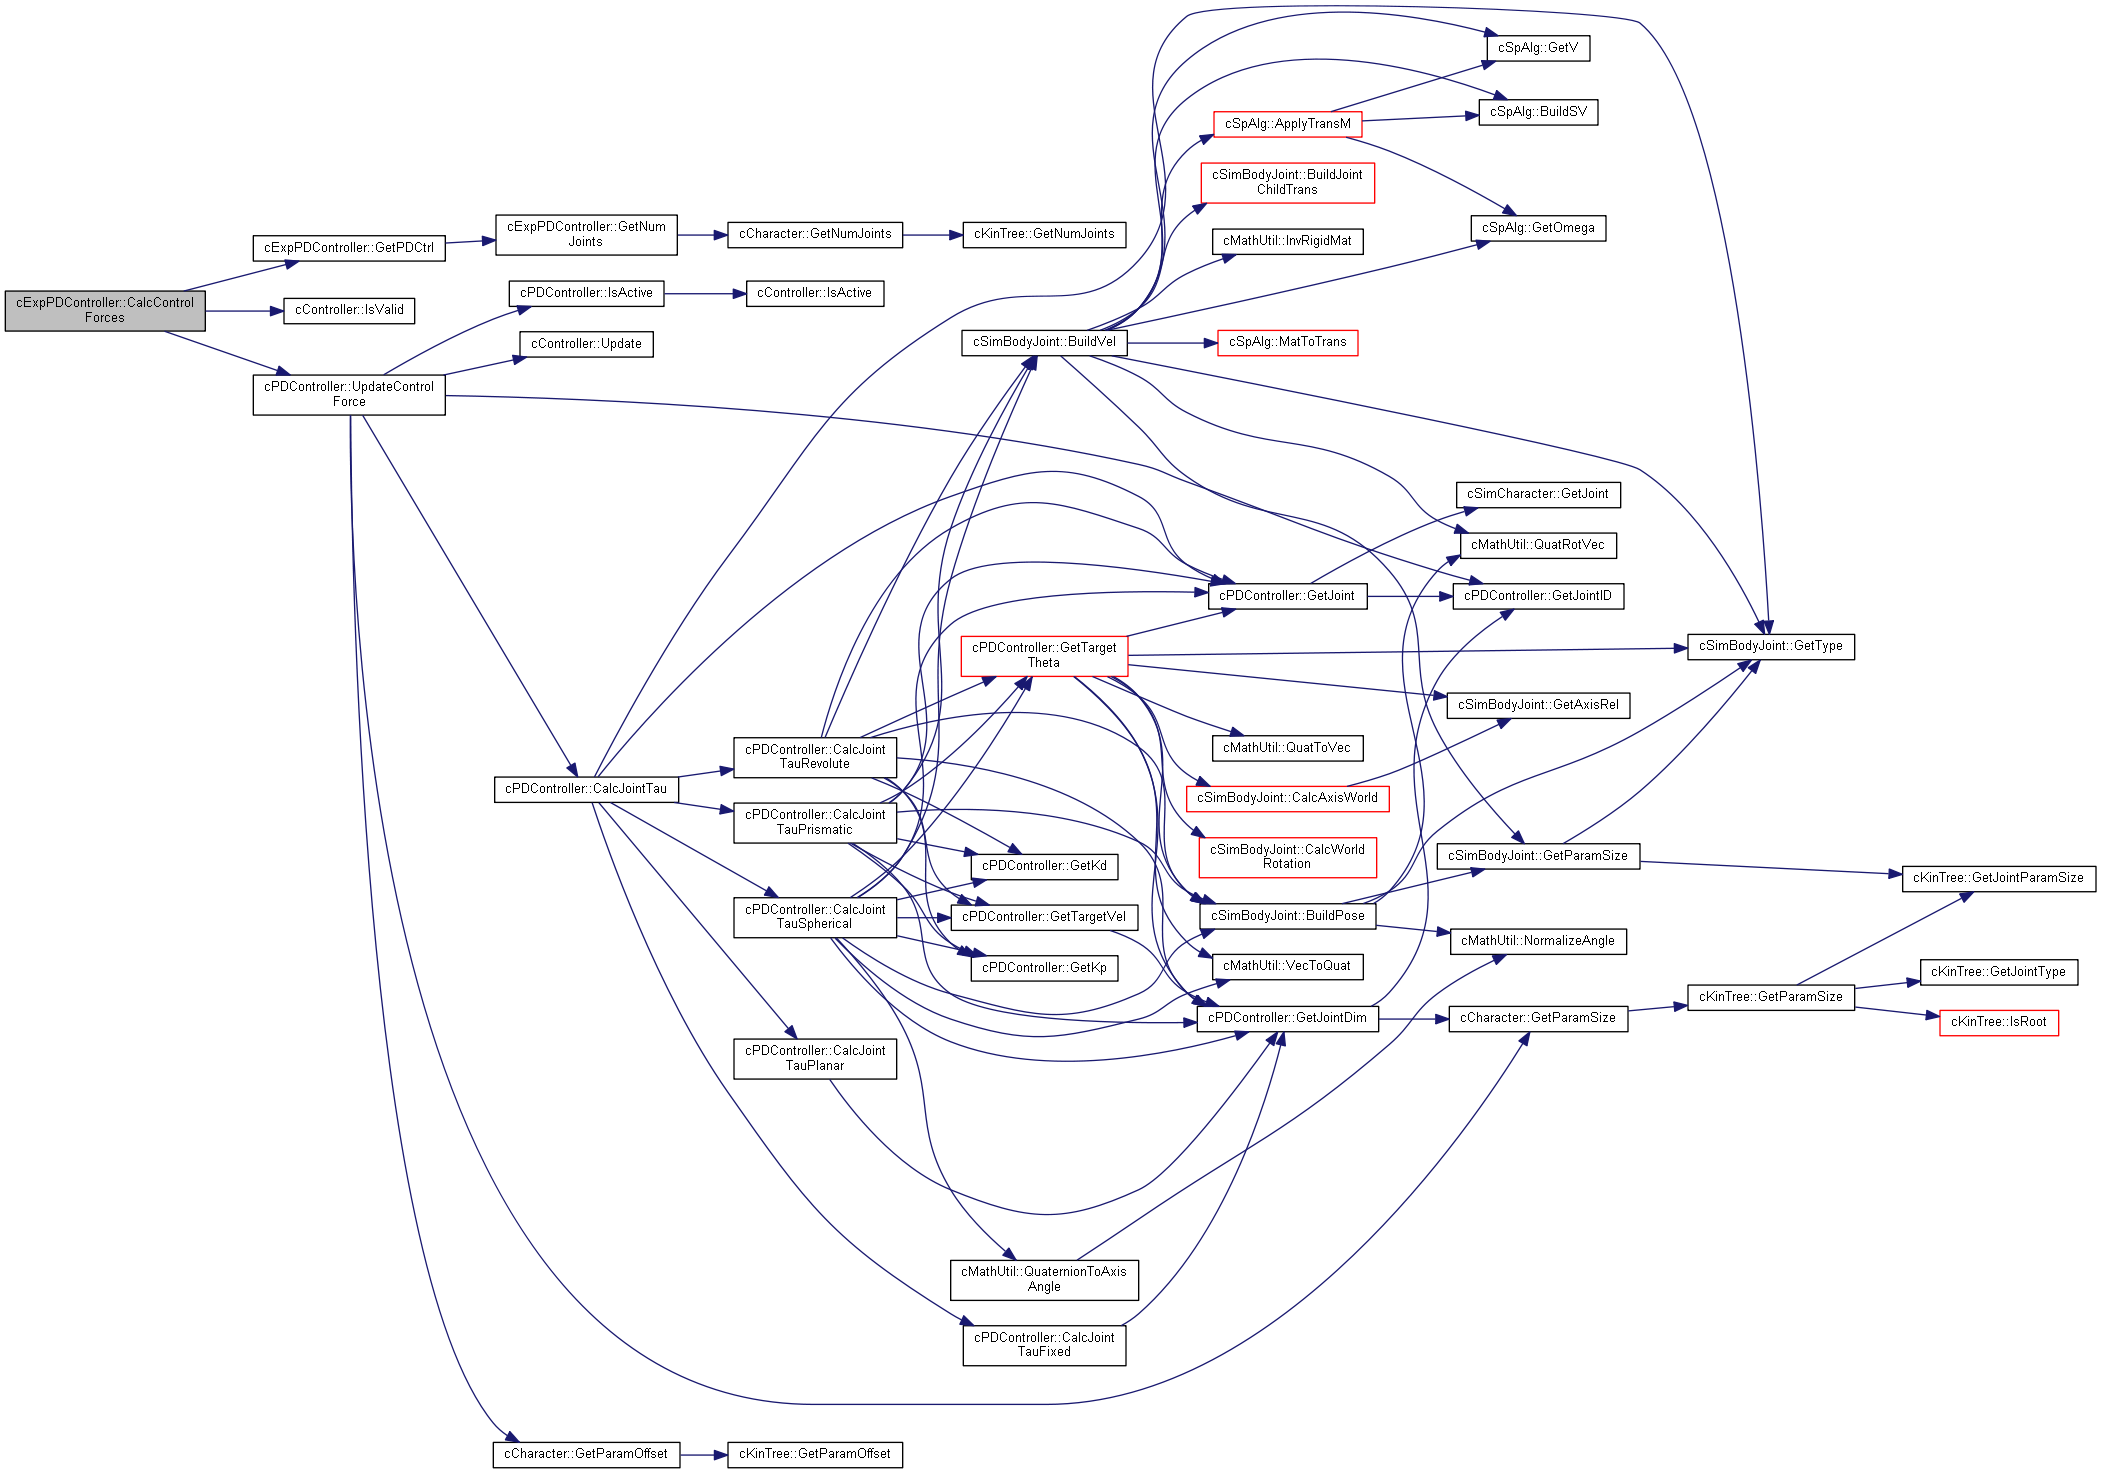 cSpAlg::GetV
cSpAlg::BuildSV
cSpAlg::ApplyTransM
cSimBodyJoint::BuildJoint
ChildTrans
cSpAlg::GetOmega
cMathUtil::InvRigidMat
cExpPDController::GetNum
Joints
cCharacter::GetNumJoints
cKinTree::GetNumJoints
cExpPDController::GetPDCtrl
cPDController::IsActive
cController::IsActive
cExpPDController::CalcControl
Forces
cController::IsValid
cController::Update
cSimBodyJoint::BuildVel
cSpAlg::MatToTrans
cPDController::UpdateControl
Force
cSimCharacter::GetJoint
cMathUtil::QuatRotVec
cPDController::GetJoint
cPDController::GetJointID
cPDController::GetTarget
Theta
cSimBodyJoint::GetType
cSimBodyJoint::GetAxisRel
cMathUtil::QuatToVec
cPDController::CalcJoint
TauRevolute
cPDController::CalcJointTau
cSimBodyJoint::CalcAxisWorld
cPDController::CalcJoint
TauPrismatic
cSimBodyJoint::CalcWorld
Rotation
cSimBodyJoint::GetParamSize
cPDController::GetKd
cKinTree::GetJointParamSize
cPDController::CalcJoint
TauSpherical
cPDController::GetTargetVel
cSimBodyJoint::BuildPose
cMathUtil::NormalizeAngle
cPDController::GetKp
cMathUtil::VecToQuat
cKinTree::GetJointType
cKinTree::GetParamSize
cPDController::GetJointDim
cCharacter::GetParamSize
cKinTree::IsRoot
cPDController::CalcJoint
TauPlanar
cMathUtil::QuaternionToAxis
Angle
cPDController::CalcJoint
TauFixed
cCharacter::GetParamOffset
cKinTree::GetParamOffset